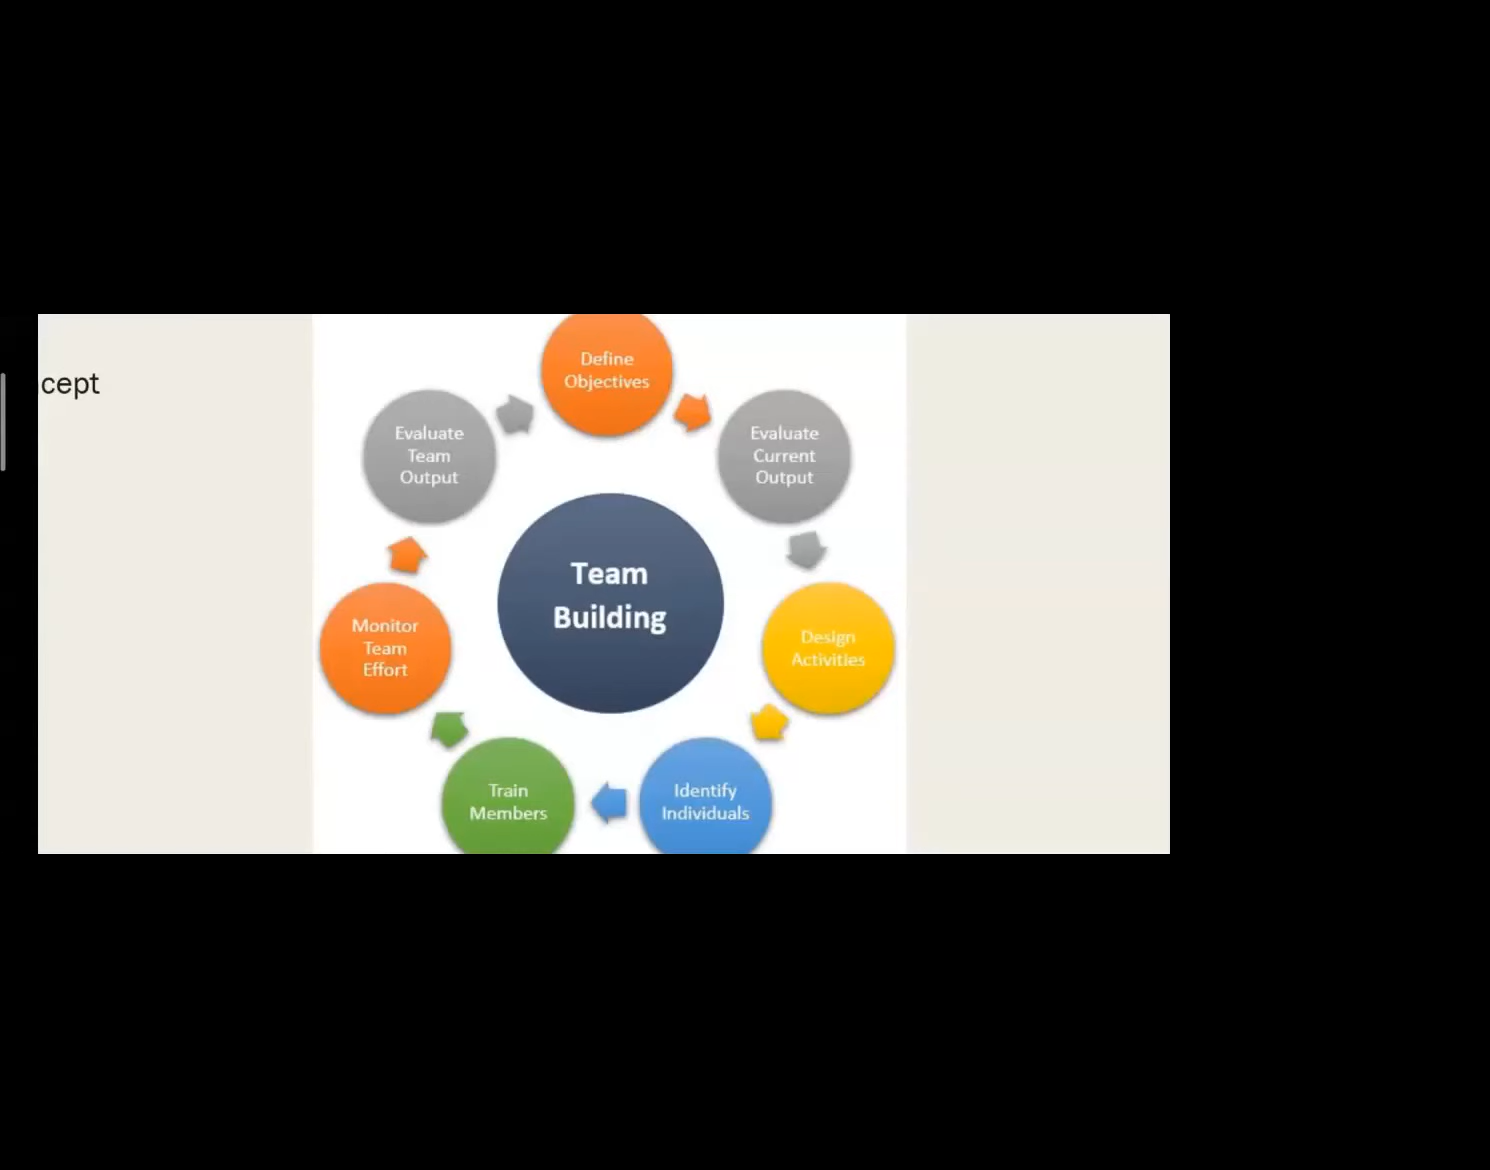 cept
Define
Objectives
Evaluate
Current
Output
Design
Activities
Identify
Individuals
Train
Members
Monitor
Team
Effort
Evaluate
Team
Output
Team
Building